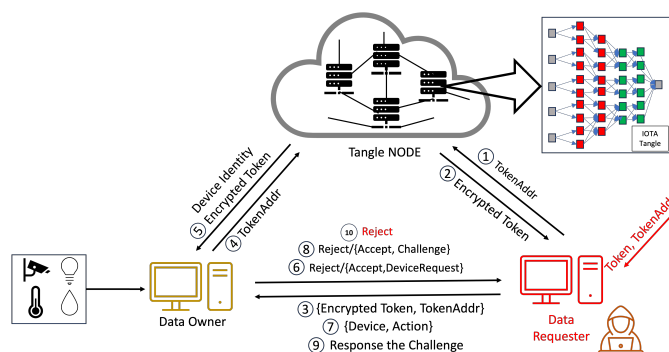 IOTA
Tangle
Tangle NODE
① TokenAddr
② Encrypted Token
Device Identity
⑤ Encrypted Token
④ TokenAddr
Token, TokenAddr
⑩ Reject
⑧ Reject/{Accept, Challenge}
⑥ Reject/{Accept,DeviceRequest}
③ {Encrypted Token, TokenAddr}
⑦ {Device, Action}
⑨ Response the Challenge
Data Owner
Data
Requester